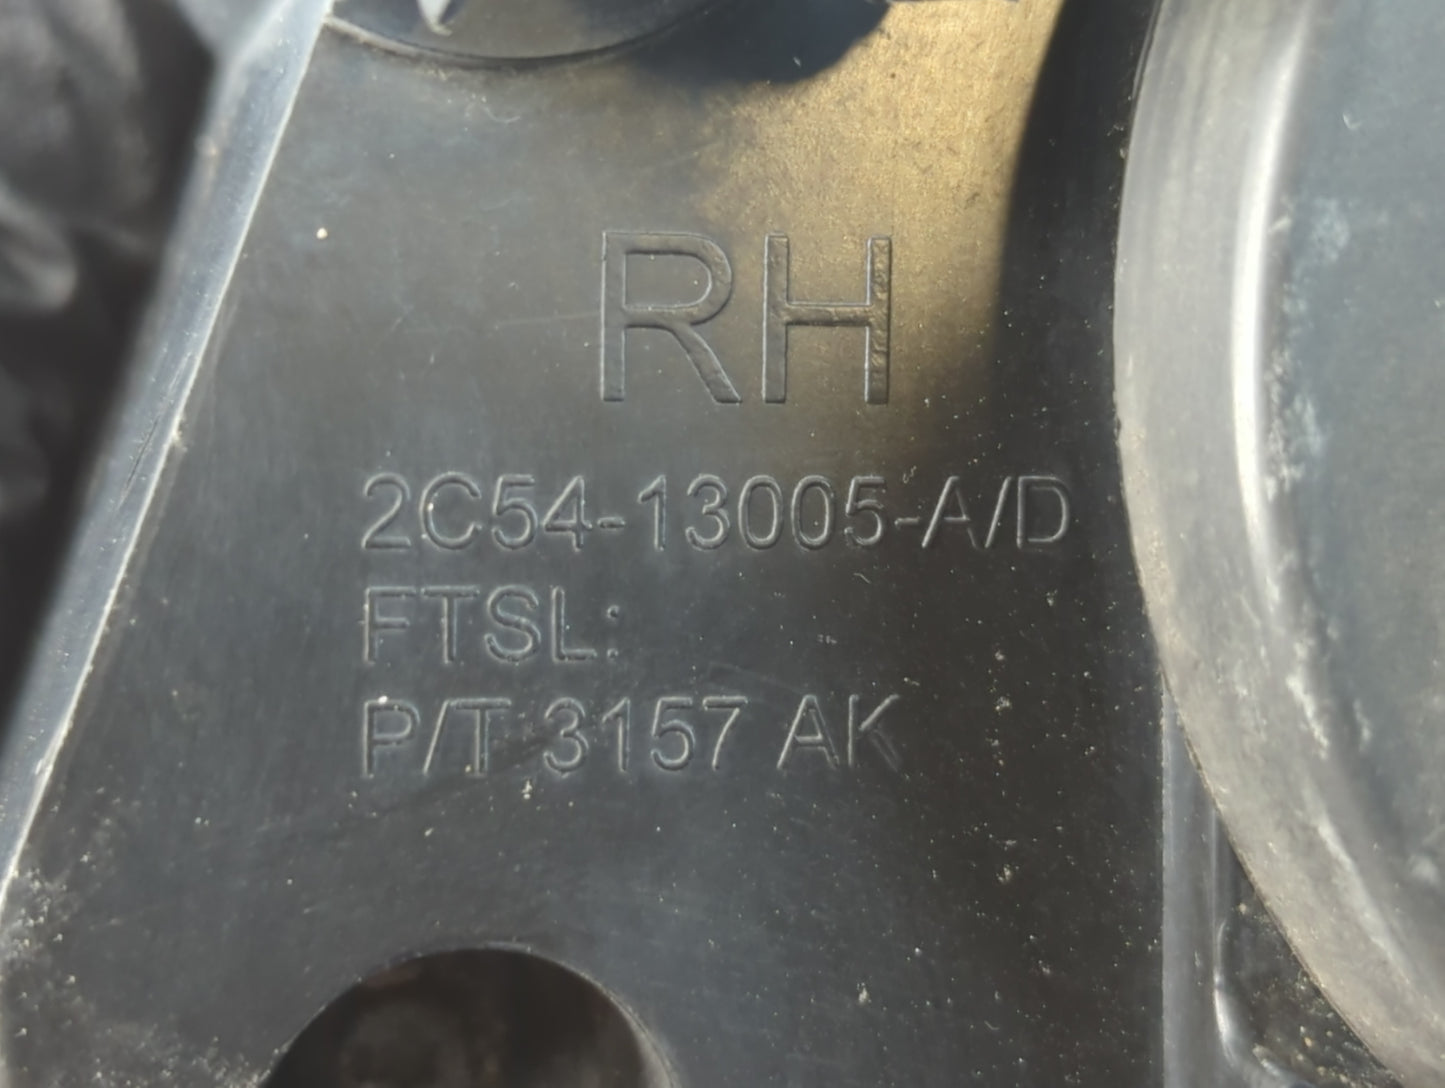 RH
2C54-13005-A/D
FTSL:
P/T 3157 AK